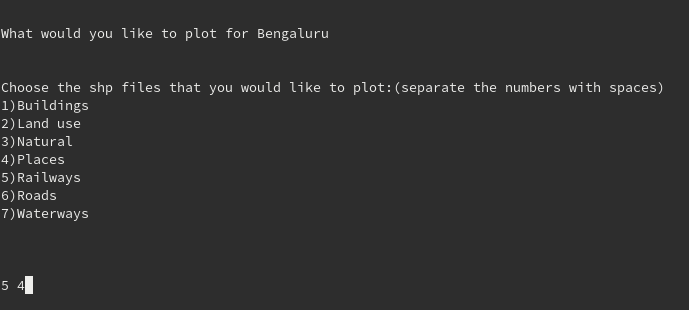 What would you like to plot for Bengaluru
Choose the shp files that you would like to plot:(separate the numbers with spaces)
1)Buildings
2)Land use
3)Natural
4)Places
5)Railways
6)Roads
7)Waterways
5 4